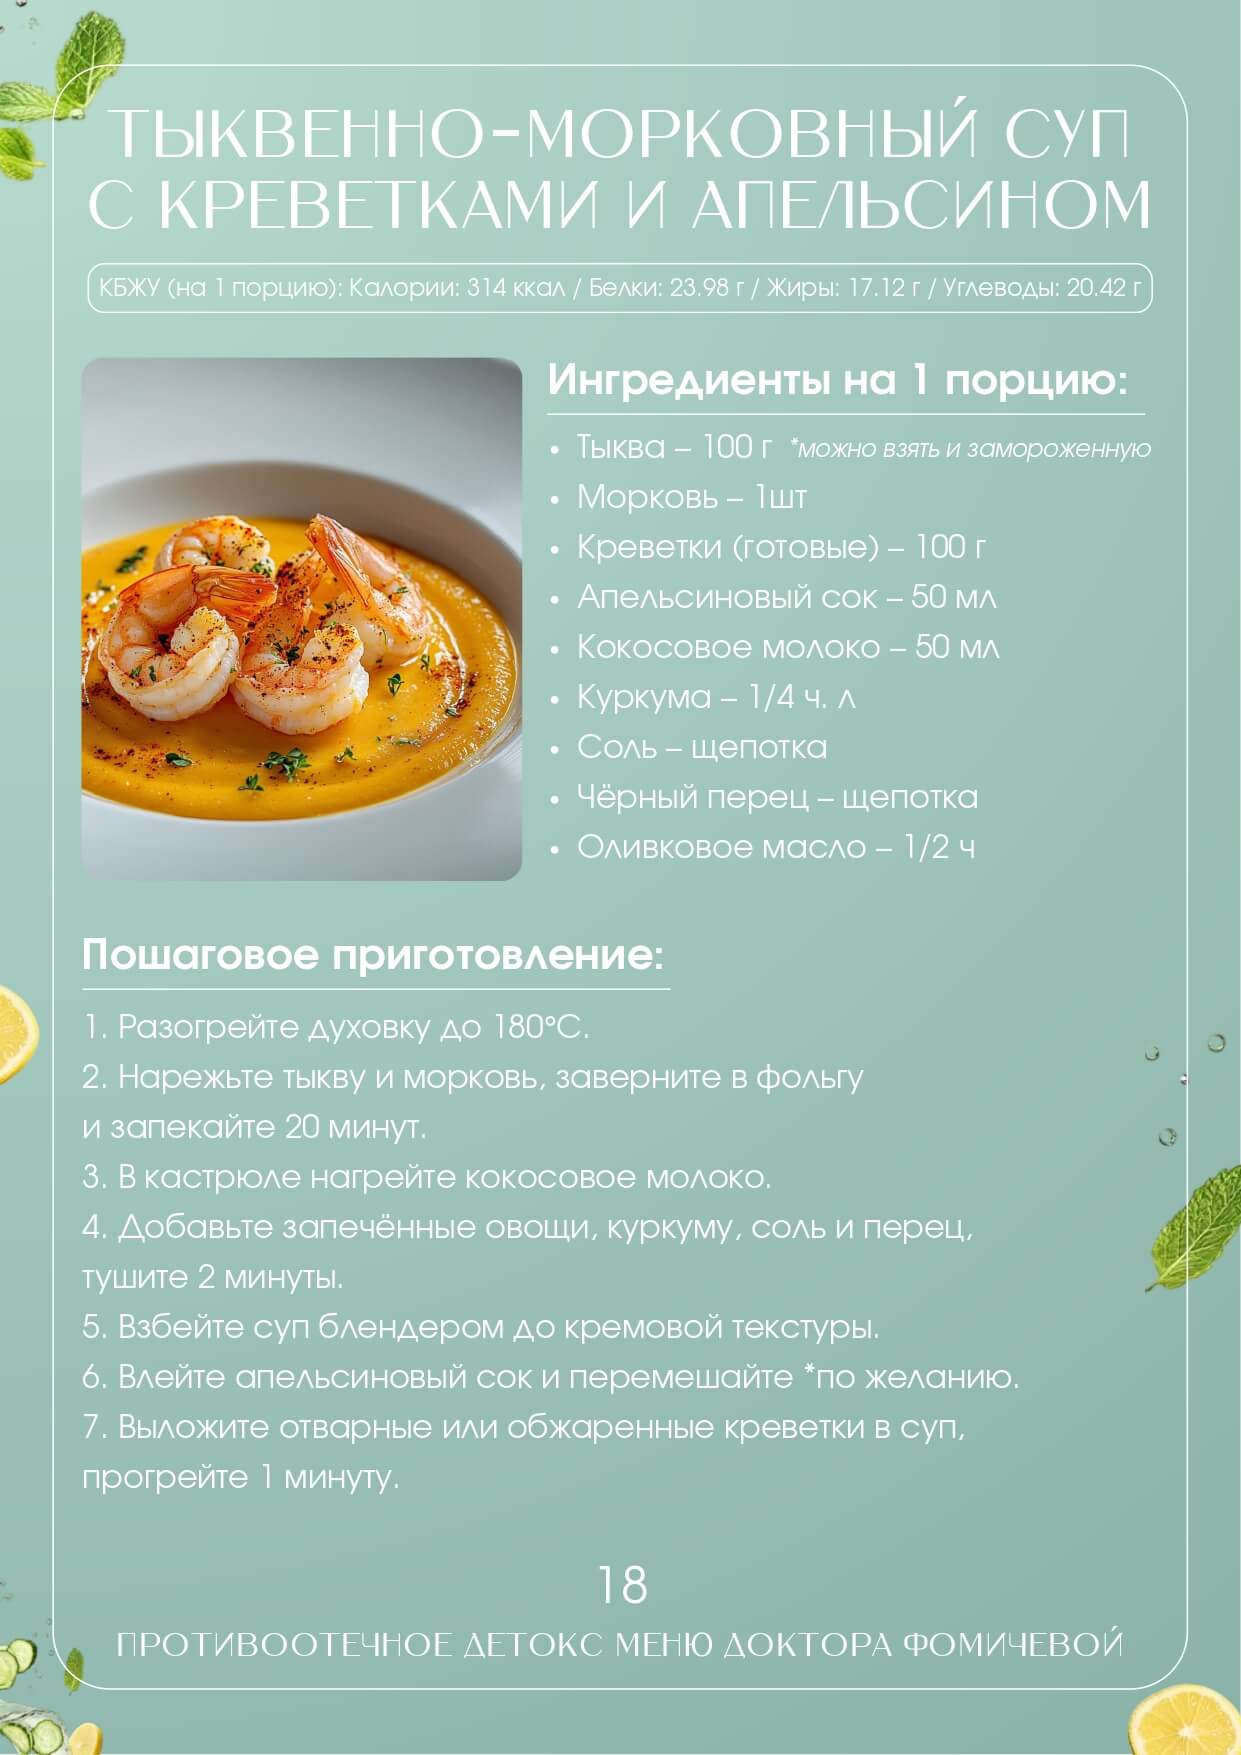 ТЫКВЕННО-МОРКОВНЫЙ СУП
С КРЕВЕТКАМИ И АПЕЛЬСИНОМ
КБЖУ (на 1 порцию): Калории: 314 ккал / Белки: 23.98 г / Жиры: 17.12 г / Углеводы: 20.42 г
Ингредиенты на 1 порцию:
• Тыква – 100 г *можно взять и замороженную
• Морковь – 1шт
• Креветки (готовые) – 100 г
• Апельсиновый сок – 50 мл
• Кокосовое молоко – 50 мл
• Куркума – 1/4 ч. л
• Соль – щепотка
• Чёрный перец – щепотка
• Оливковое масло – 1/2 ч
Пошаговое приготовление:
1. Разогрейте духовку до 180°C.
2. Нарежьте тыкву и морковь, заверните в фольгу
и запекайте 20 минут.
3. В кастрюле нагрейте кокосовое молоко.
4. Добавьте запечённые овощи, куркуму, соль и перец,
тушите 2 минуты.
5. Взбейте суп блендером до кремовой текстуры.
6. Влейте апельсиновый сок и перемешайте *по желанию.
7. Выложите отварные или обжаренные креветки в суп,
прогрейте 1 минуту.
18
ПРОТИВООТЕЧНОЕ ДЕТОКС МЕНЮ ДОКТОРА ФОМИЧЕВОЙ